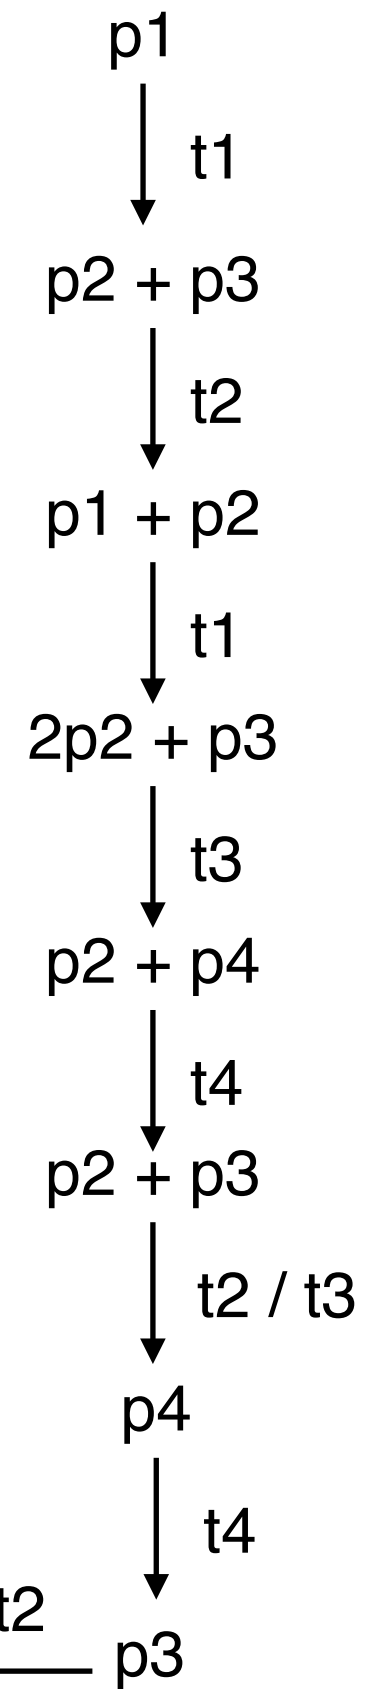 p1
t1
p2 + p3
t2
p1 + p2
t1
2p2 + p3
t3
p2 + p4
t4
p2 + p3
t2 / t3
p4
t4
t2
p3